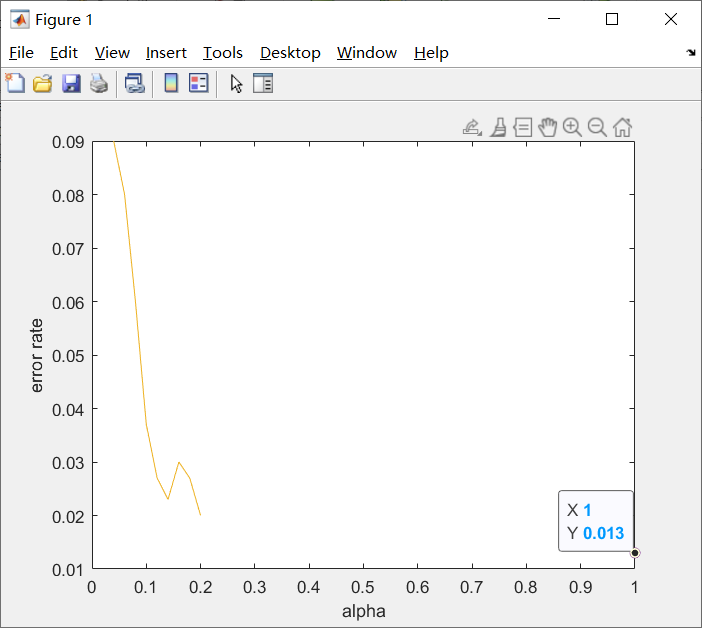 Figure 1
File Edit View Insert Tools Desktop Window Help
0.09
0.08
0.07
0.06
0.05
0.04
0.03
0.02
0.01
error rate
X 1
Y 0.013
0 0.1 0.2 0.3 0.4 0.5 0.6 0.7 0.8 0.9 1
alpha